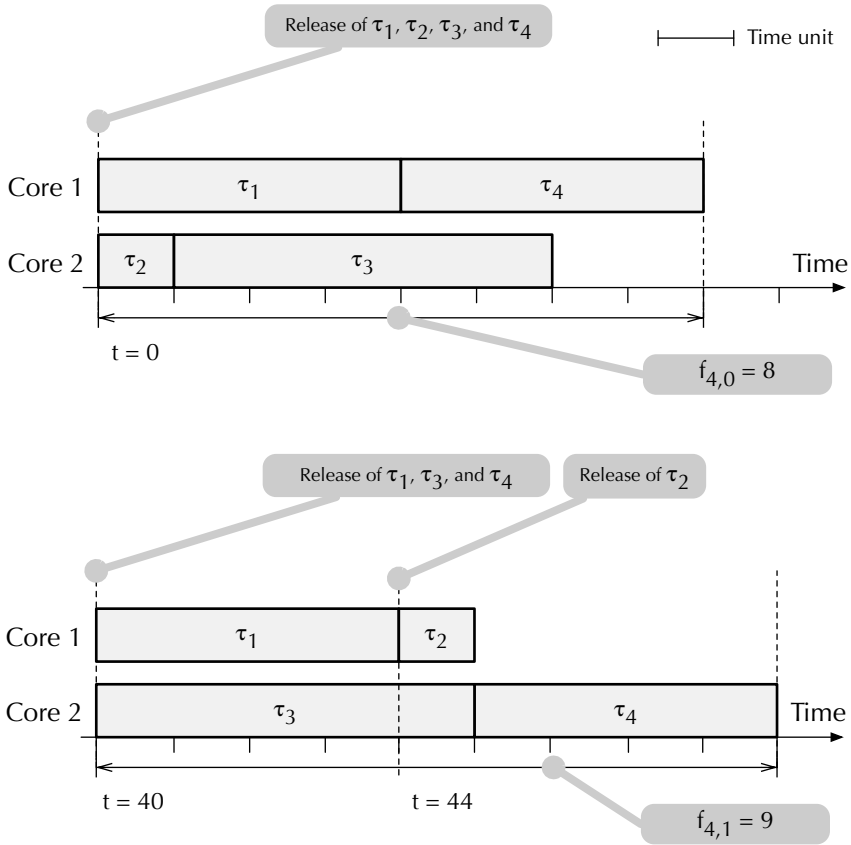 Release of τ1, τ2, τ3, and τ4
Time unit
Core 1 τ1 τ4
Core 2 τ2 τ3 Time
t = 0
f4,0 = 8
Release of τ1, τ3, and τ4
Release of τ2
Core 1 τ1 τ2
Core 2 τ3 τ4 Time
t = 40 t = 44
f4,1 = 9